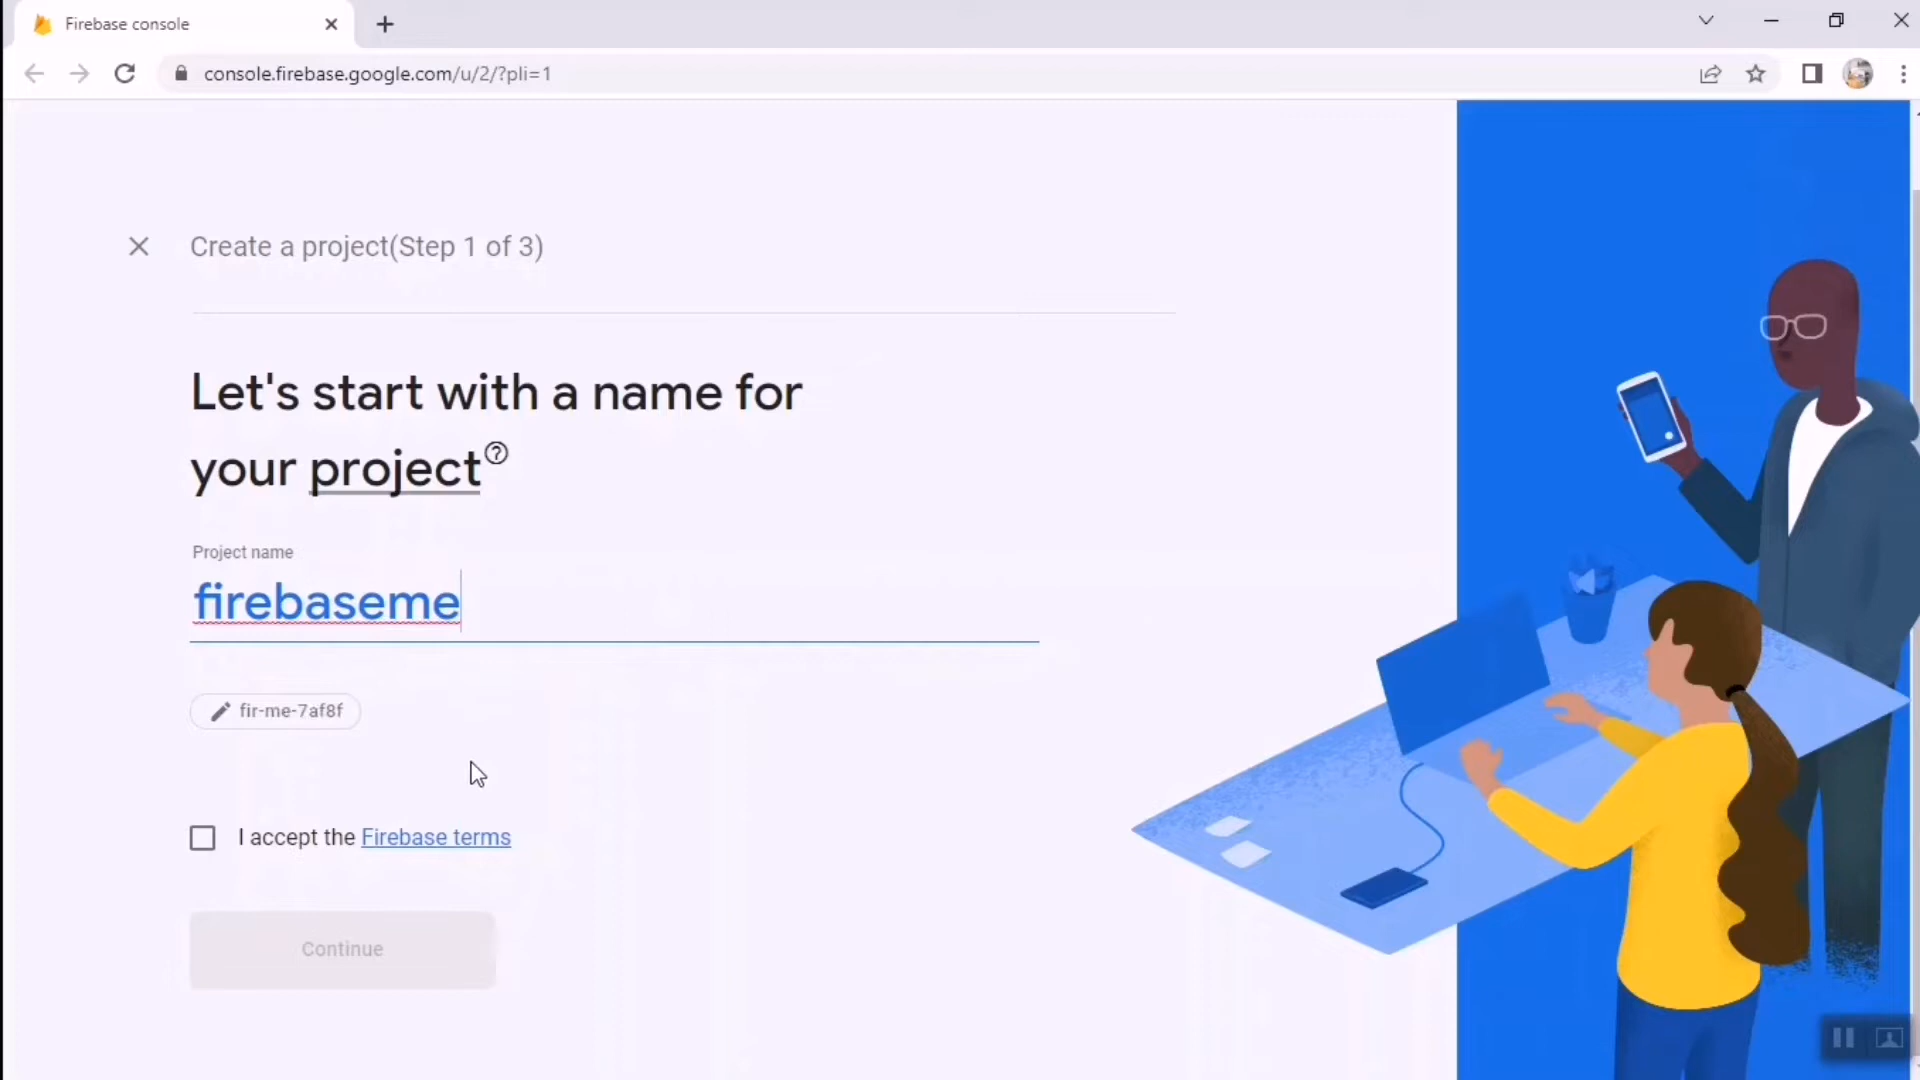 Firebase console
console.firebase.google.com/u/2/?pli=1
Create a project(Step 1 of 3)
Let's start with a name for
your project
Project name
firebaseme
fir-me-7af8f
I accept the Firebase terms
Continue